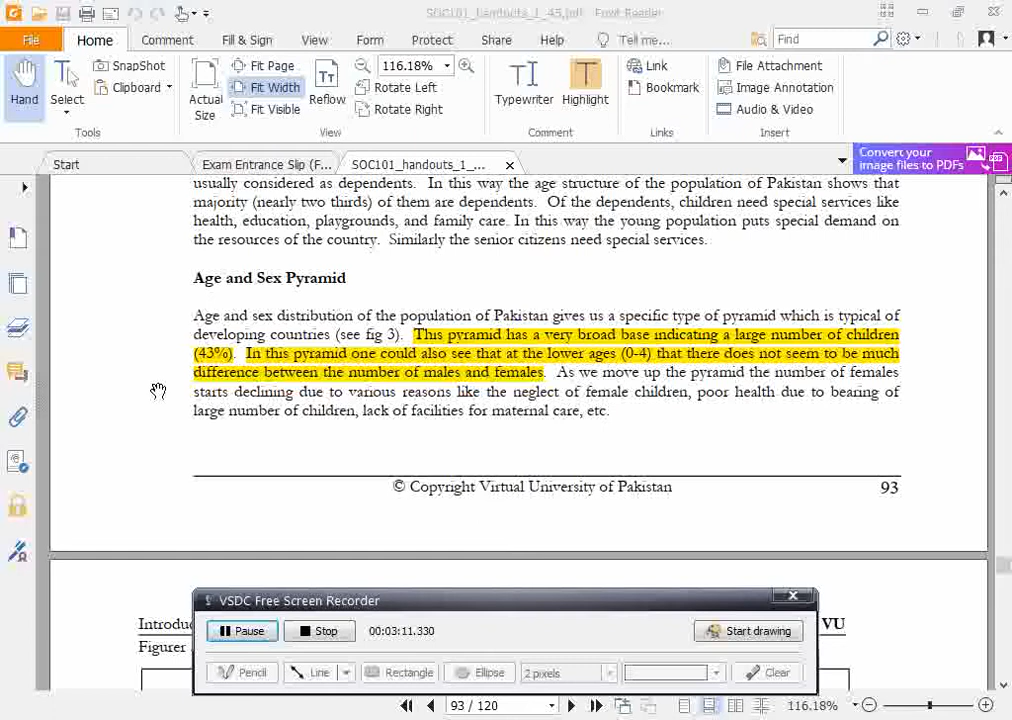 SOC101_handouts_1_45.pdf - Foxit Reader
File
Home
Comment
Fill & Sign
View
Form
Protect
Share
Help
Tell me...
Find
Hand
Select
SnapShot
Clipboard
Tools
Actual
Size
Fit Page
Fit Width
Fit Visible
Reflow
116.18%
Rotate Left
Rotate Right
View
Typewriter
Highlight
Comment
Link
Bookmark
Links
File Attachment
Image Annotation
Audio & Video
Insert
Start
Exam Entrance Slip (F...
SOC101_handouts_1_...
Convert your
image files to PDFs
usually considered as dependents. In this way the age structure of the population of Pakistan shows that
majority (nearly two thirds) of them are dependents. Of the dependents, children need special services like
health, education, playgrounds, and family care. In this way the young population puts special demand on
the resources of the country. Similarly the senior citizens need special services.
Age and Sex Pyramid
Age and sex distribution of the population of Pakistan gives us a specific type of pyramid which is typical of
developing countries (see fig 3). This pyramid has a very broad base indicating a large number of children
(43%). In this pyramid one could also see that at the lower ages (0-4) that there does not seem to be much
difference between the number of males and females. As we move up the pyramid the number of females
starts declining due to various reasons like the neglect of female children, poor health due to bearing of
large number of children, lack of facilities for maternal care, etc.
© Copyright Virtual University of Pakistan
93
VSDC Free Screen Recorder
Pause
Stop
00:03:11.330
Start drawing
Pencil
Line
Rectangle
Ellipse
2 pixels
Clear
Introduc
VU
Figurer
93 / 120
116.18%